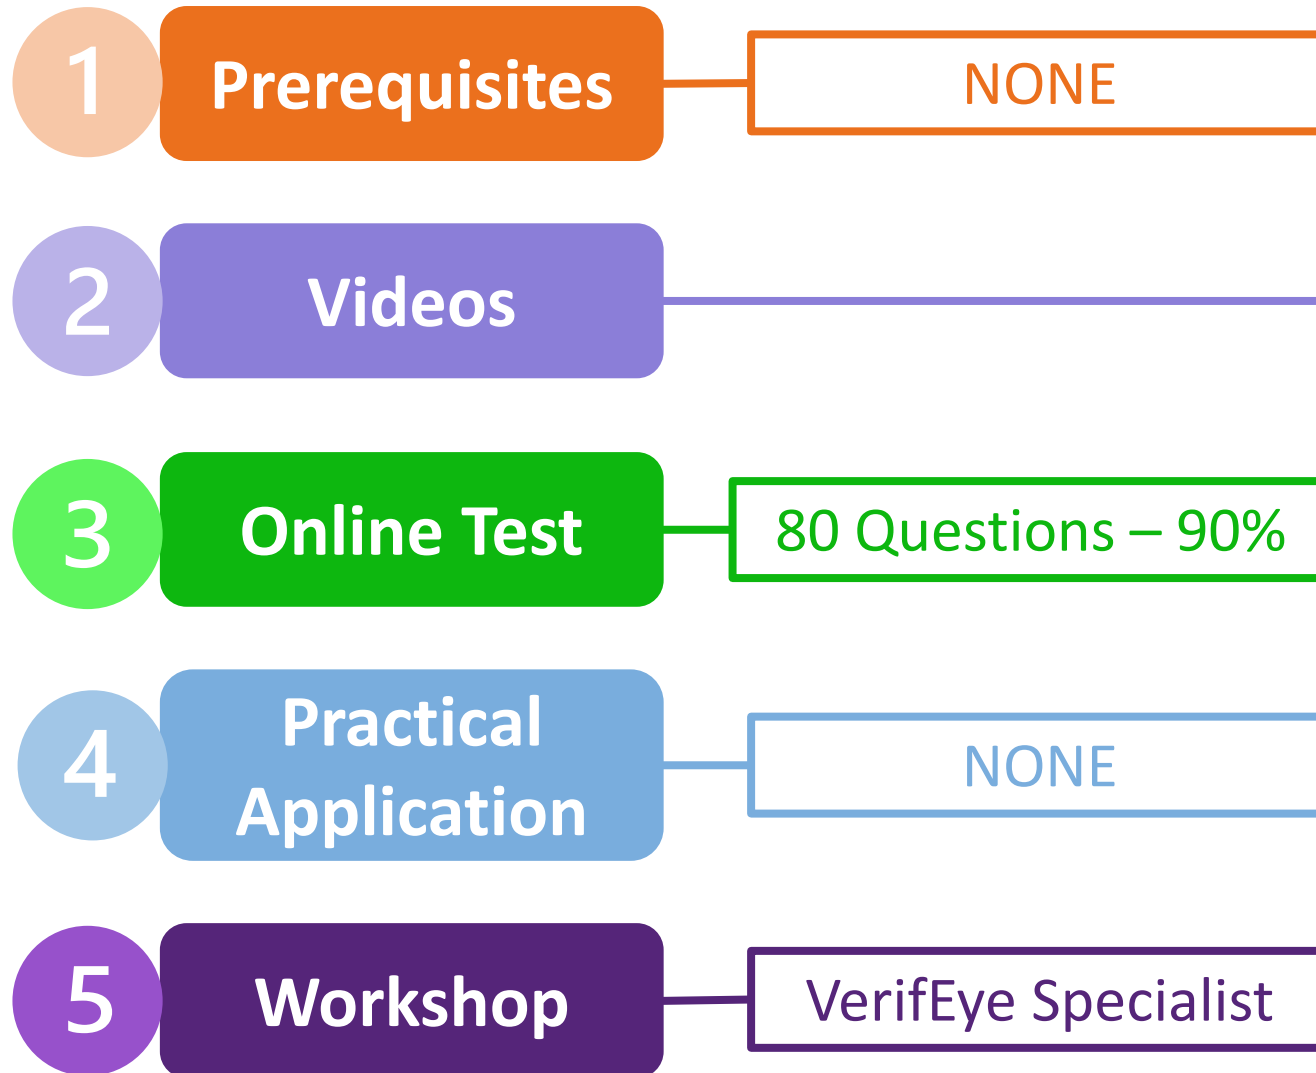 1
Prerequisites
NONE
2
Videos
3
Online Test
80 Questions – 90%
4
Practical
Application
NONE
5
Workshop
VerifEye Specialist